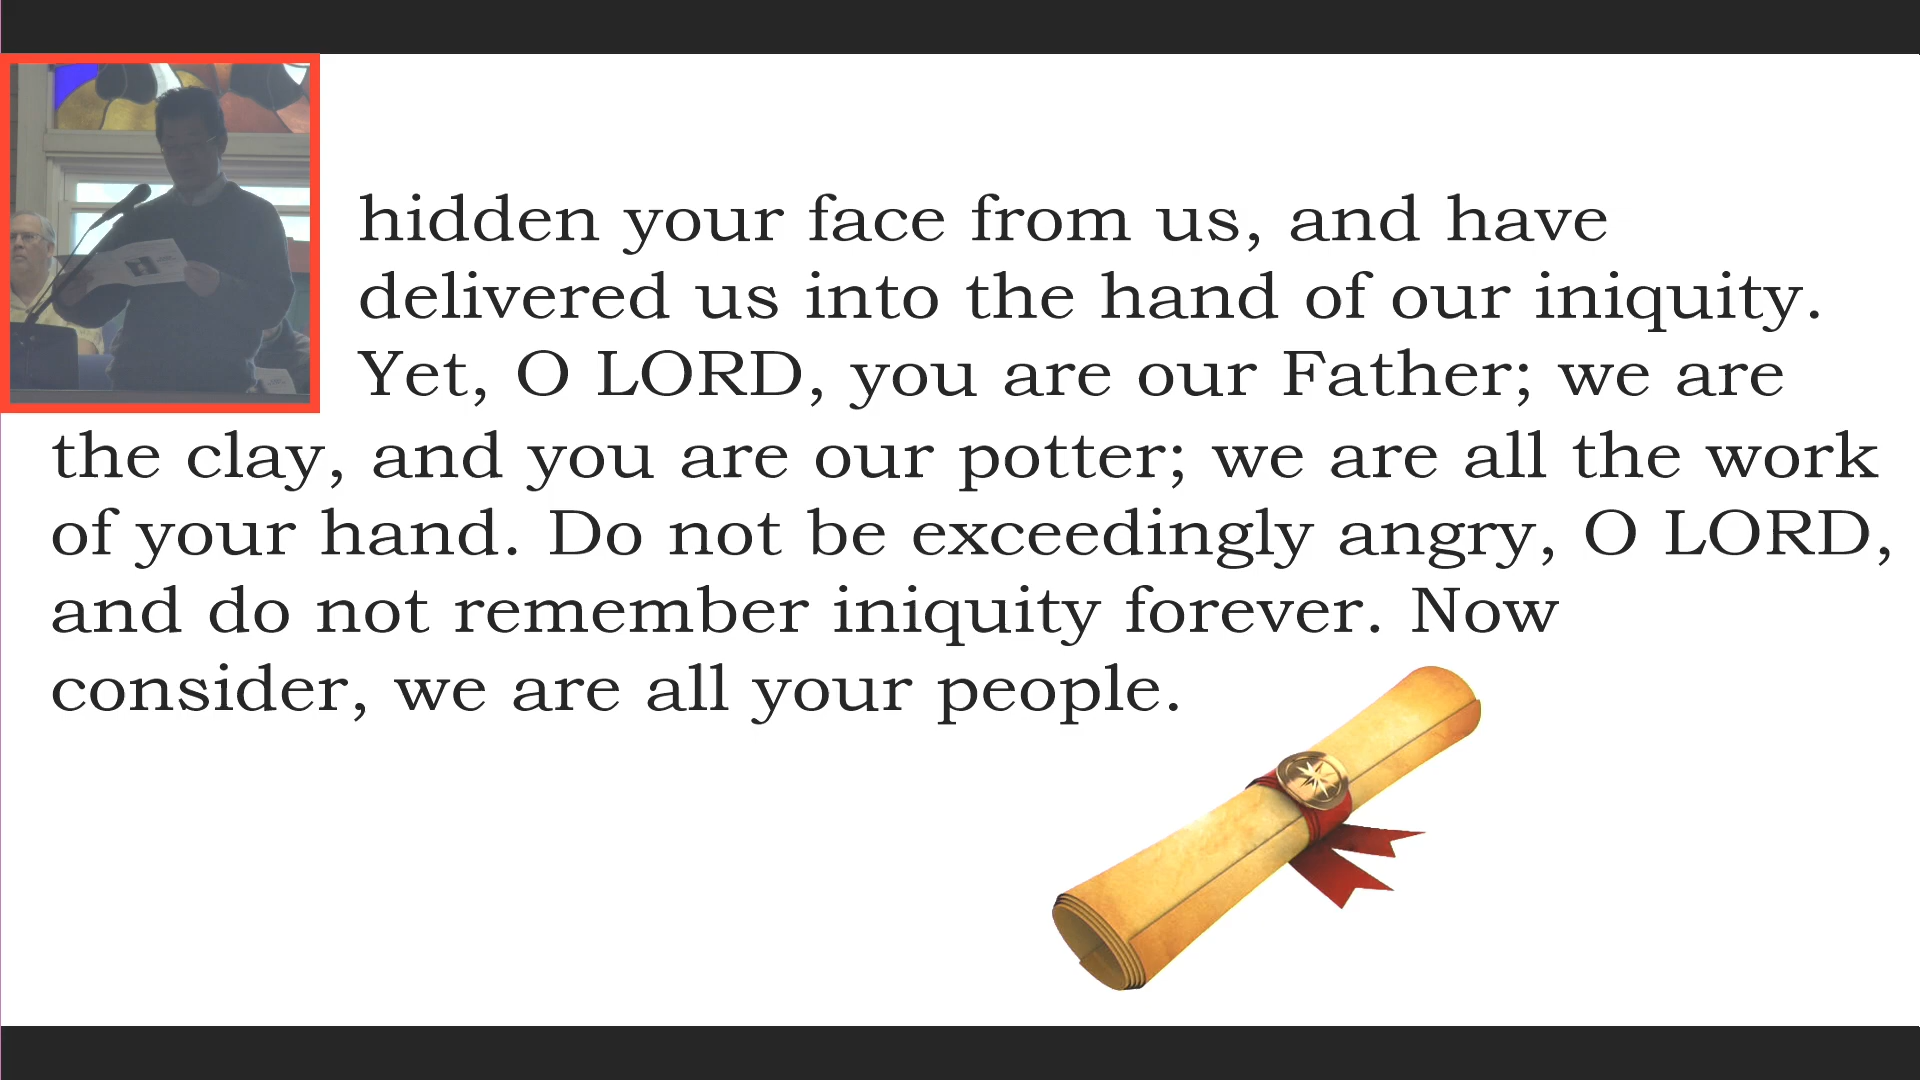 hidden your face from us, and have
delivered us into the hand of our iniquity.
Yet, O LORD, you are our Father; we are
the clay, and you are our potter; we are all the work
of your hand. Do not be exceedingly angry, O LORD,
and do not remember iniquity forever. Now
consider, we are all your people.